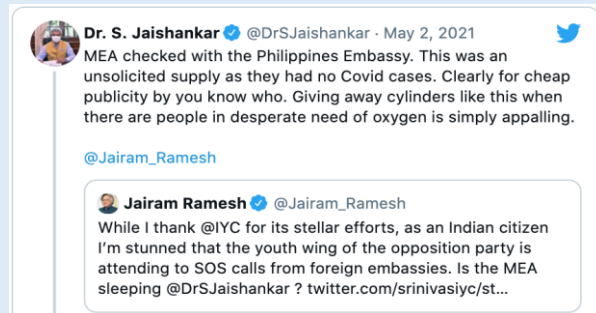 Dr. S. Jaishankar @DrSJaishankar · May 2, 2021
MEA checked with the Philippines Embassy. This was an
unsolicited supply as they had no Covid cases. Clearly for cheap
publicity by you know who. Giving away cylinders like this when
there are people in desperate need of oxygen is simply appalling.
@Jairam_Ramesh
Jairam Ramesh @Jairam_Ramesh
While I thank @IYC for its stellar efforts, as an Indian citizen
I'm stunned that the youth wing of the opposition party is
attending to SOS calls from foreign embassies. Is the MEA
sleeping @DrSJaishankar ? twitter.com/srinivasiyc/st...